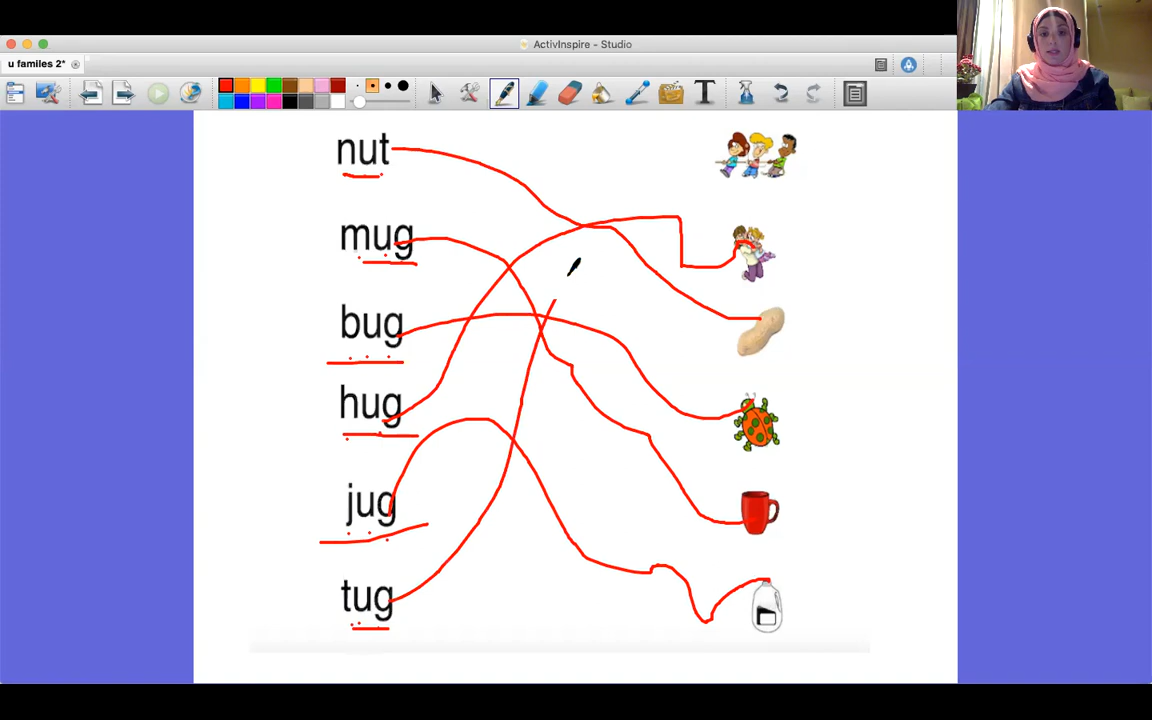 ActivInspire - Studio
u familes 2*
T
nut
mug
bug
hug
jug
tug